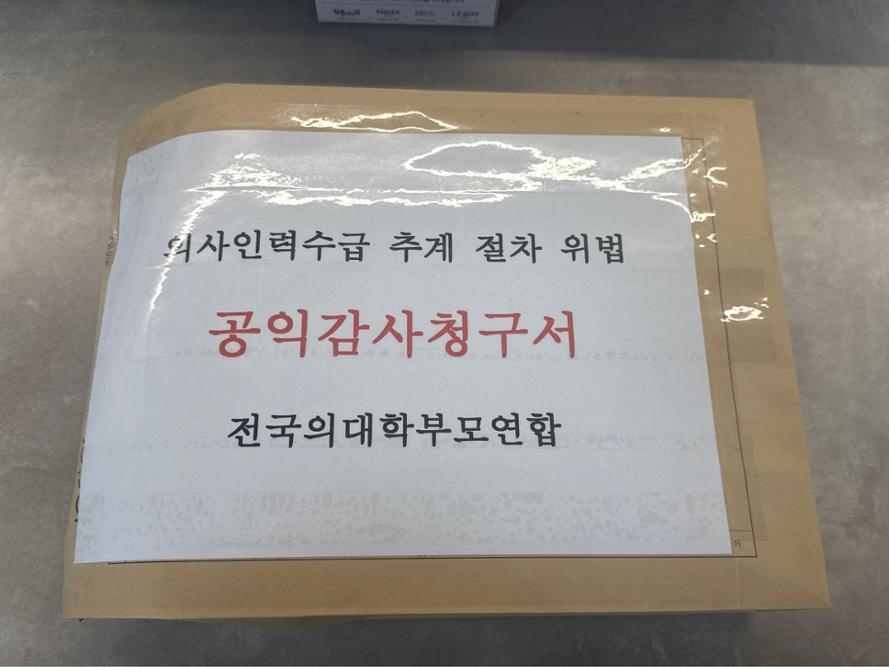 의사인력수급 추계 절차 위법
공익감사청구서
전국의대학부모연합